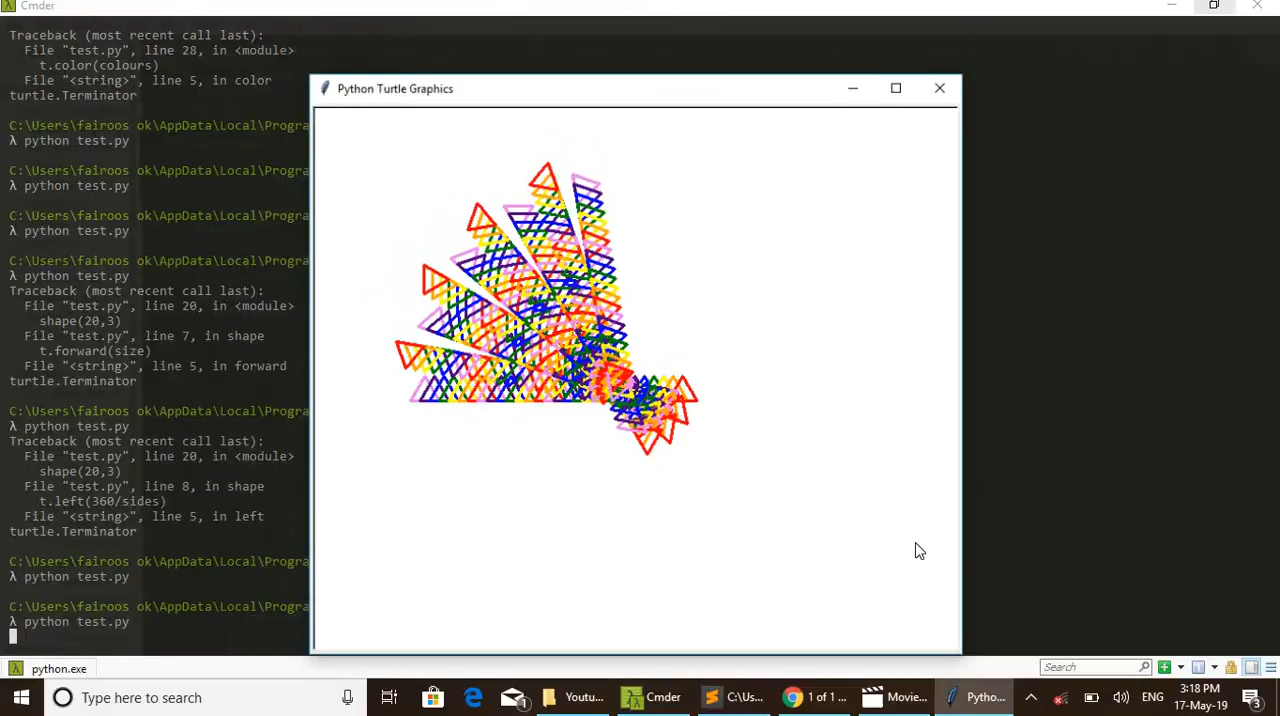 Cmder
Traceback (most recent call last):
File "test.py", line 28, in <module>
t.color(colours)
File "<string>", line 5, in color
turtle.Terminator
C:\Users\fairoos ok\AppData\Local\Progra
λ python test.py
C:\Users\fairoos ok\AppData\Local\Progra
λ python test.py
C:\Users\fairoos ok\AppData\Local\Progra
λ python test.py
C:\Users\fairoos ok\AppData\Local\Progra
λ python test.py
Traceback (most recent call last):
File "test.py", line 20, in <module>
shape(20,3)
File "test.py", line 7, in shape
t.forward(size)
File "<string>", line 5, in forward
turtle.Terminator
C:\Users\fairoos ok\AppData\Local\Progra
λ python test.py
Traceback (most recent call last):
File "test.py", line 20, in <module>
shape(20,3)
File "test.py", line 8, in shape
t.left(360/sides)
File "<string>", line 5, in left
turtle.Terminator
C:\Users\fairoos ok\AppData\Local\Progra
λ python test.py
C:\Users\fairoos ok\AppData\Local\Progra
λ python test.py
Python Turtle Graphics
λ python.exe
Search
Type here to search
1
Youtu...
Cmder
C:\Us...
1 of 1 ...
Movie...
Pytho...
ENG
3:18 PM
17-May-19
3